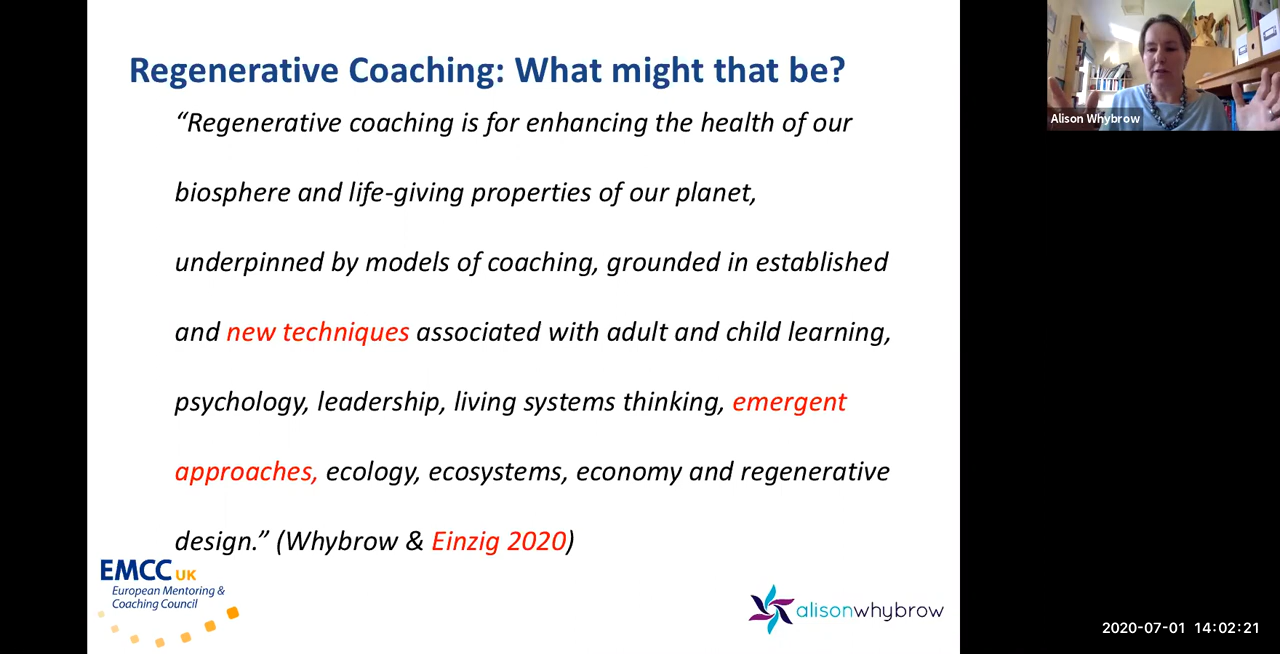 Regenerative Coaching: What might that be?
“Regenerative coaching is for enhancing the health of our
biosphere and life-giving properties of our planet,
underpinned by models of coaching, grounded in established
and new techniques associated with adult and child learning,
psychology, leadership, living systems thinking, emergent
approaches, ecology, ecosystems, economy and regenerative
design.” (Whybrow & Einzig 2020)
EMCC UK
European Mentoring &
Coaching Council
alisonwhybrow
Alison Whybrow
2020-07-01 14:02:21